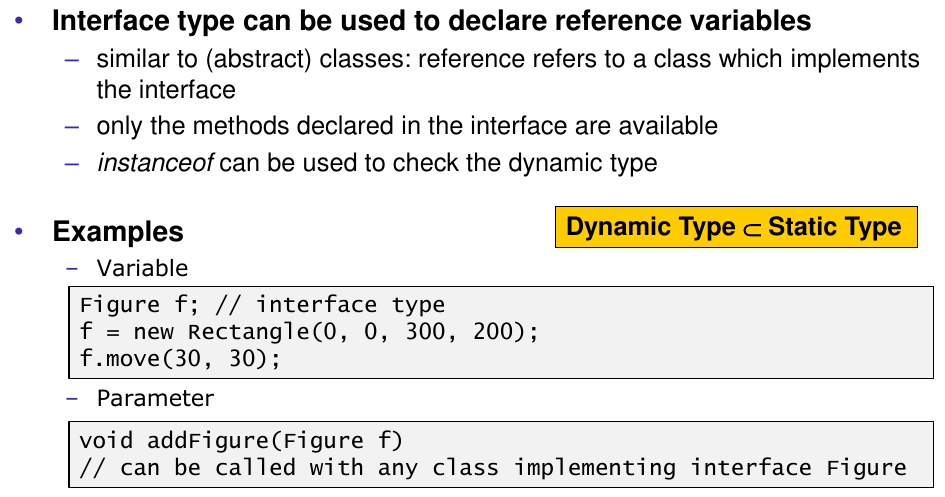 • Interface type can be used to declare reference variables
– similar to (abstract) classes: reference refers to a class which implements
the interface
– only the methods declared in the interface are available
– instanceof can be used to check the dynamic type
• Examples
Dynamic Type ⊂ Static Type
– Variable
Figure f; // interface type
f = new Rectangle(0, 0, 300, 200);
f.move(30, 30);
– Parameter
void addFigure(Figure f)
// can be called with any class implementing interface Figure